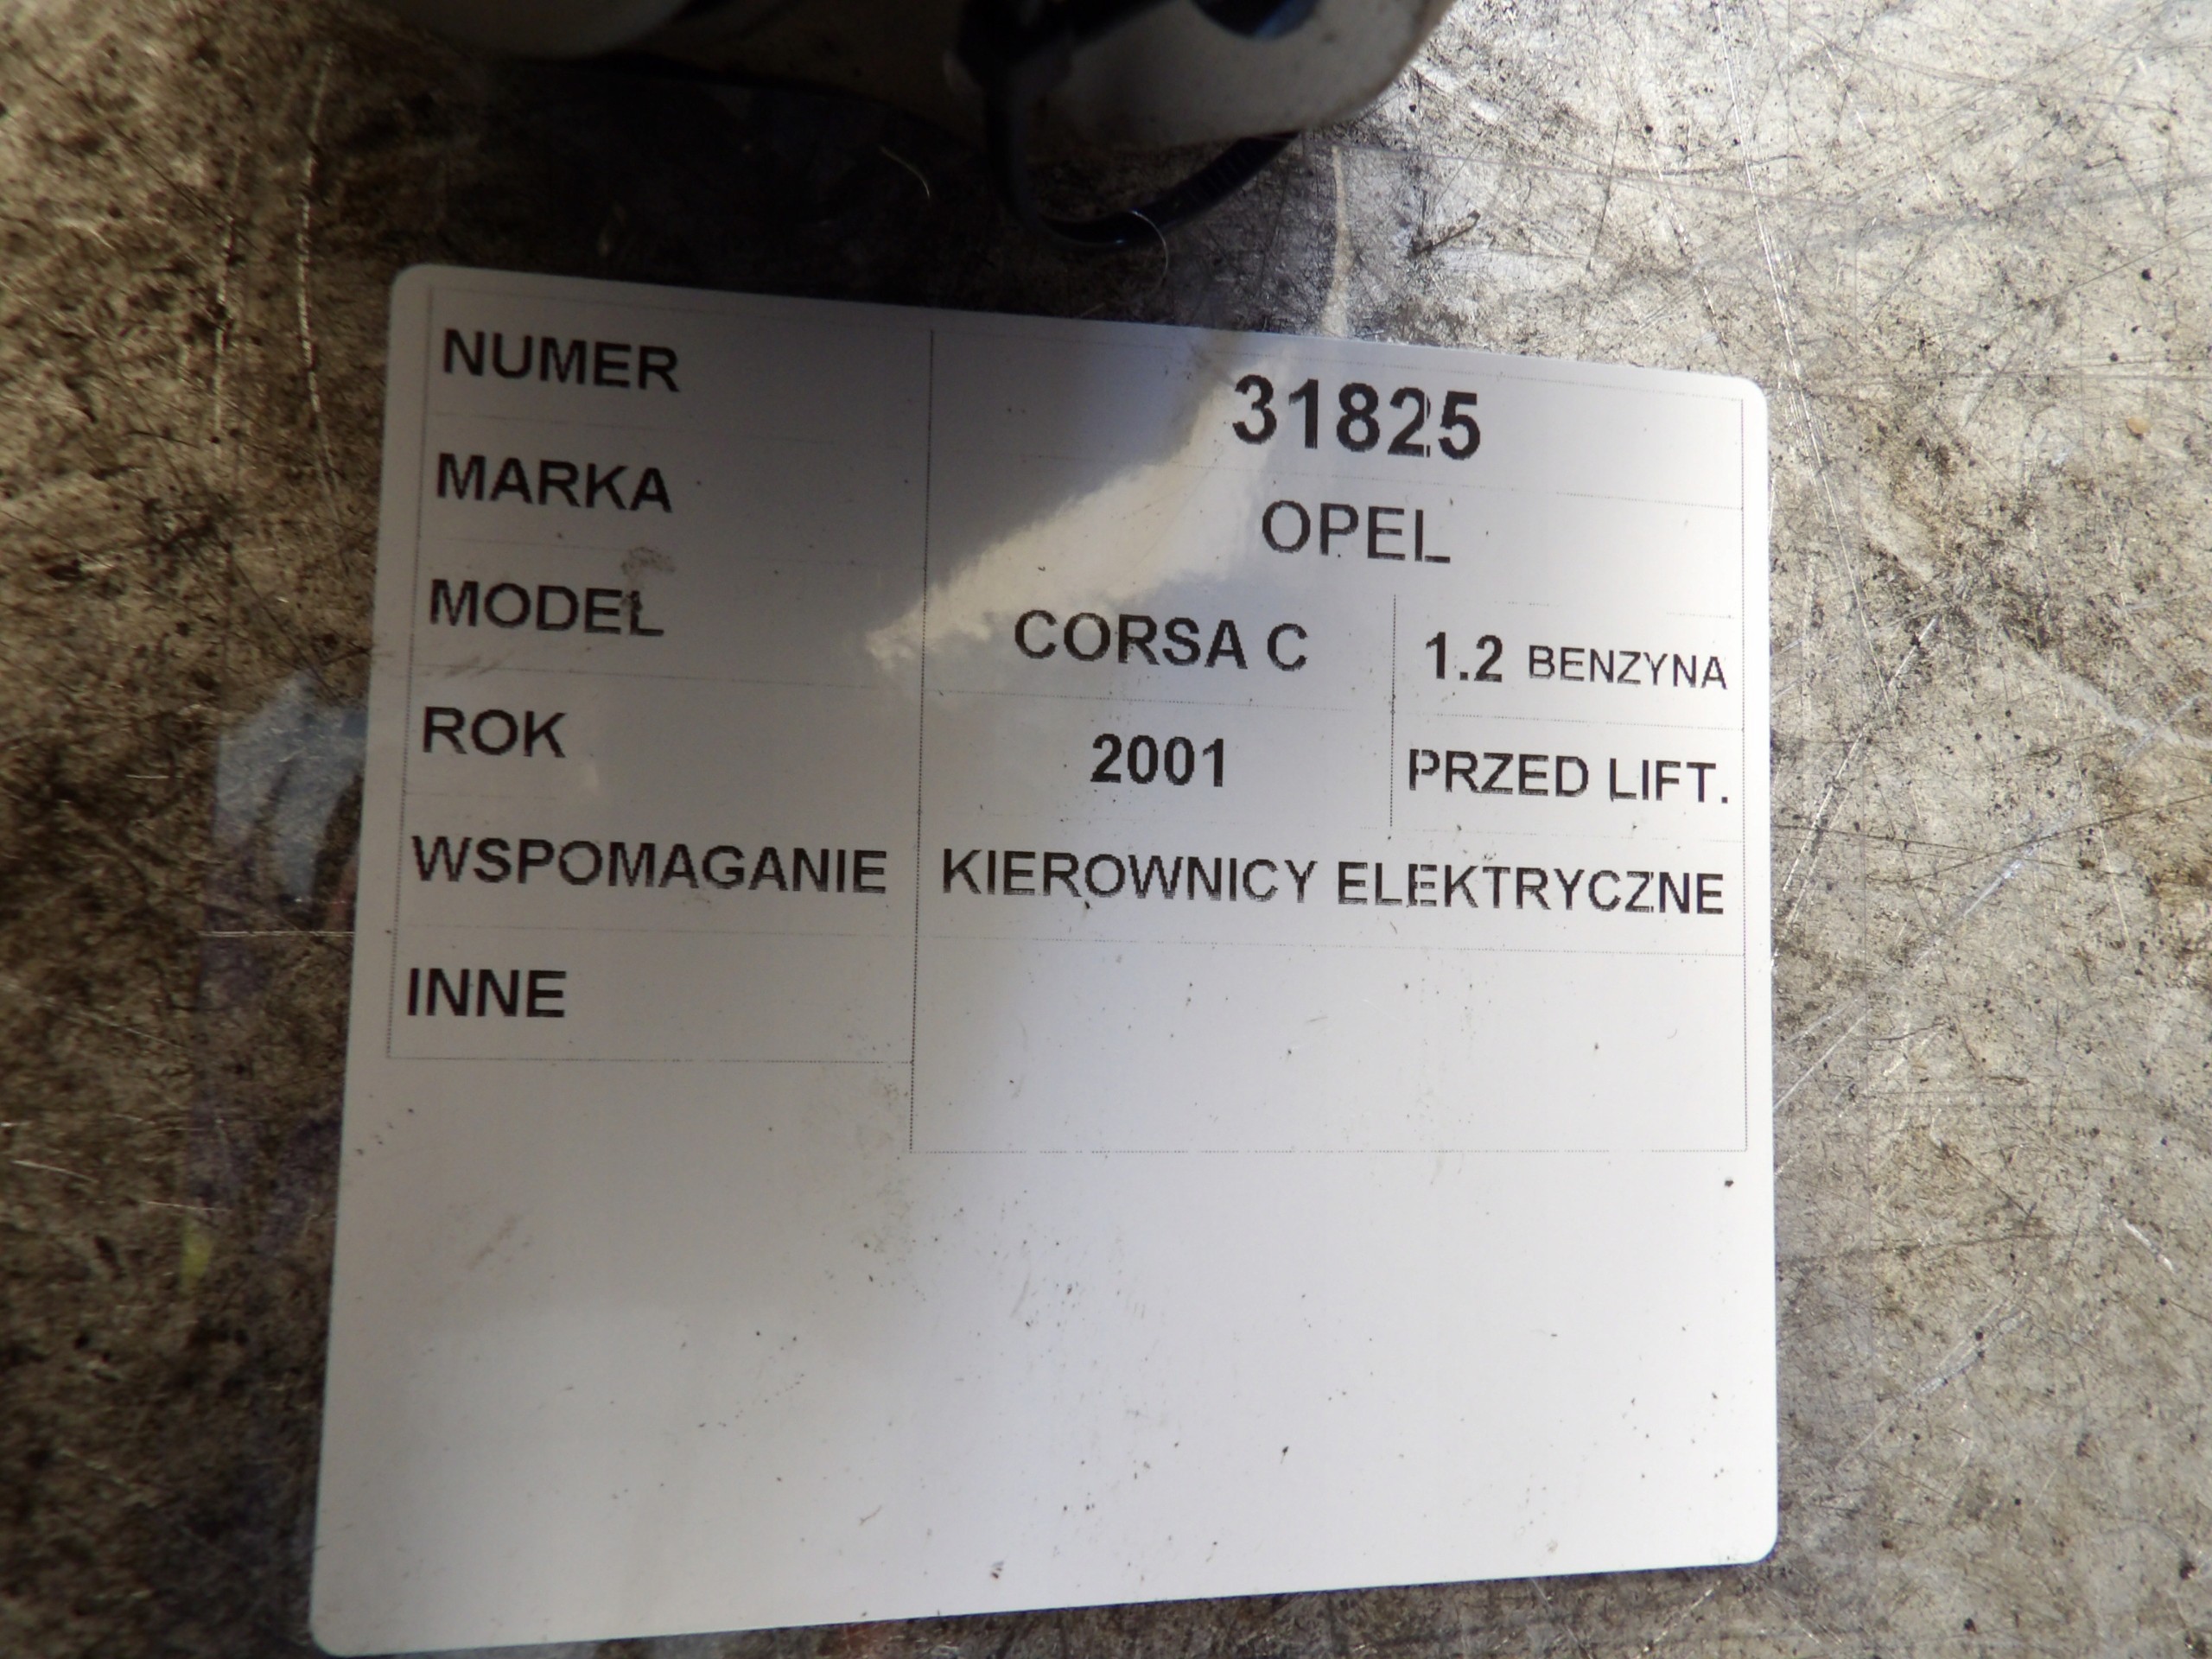 NUMER 31825
MARKA OPEL
MODEL CORSA C 1.2 BENZYNA
ROK 2001 PRZED LIFT.
WSPOMAGANIE KIEROWNICY ELEKTRYCZNE
INNE